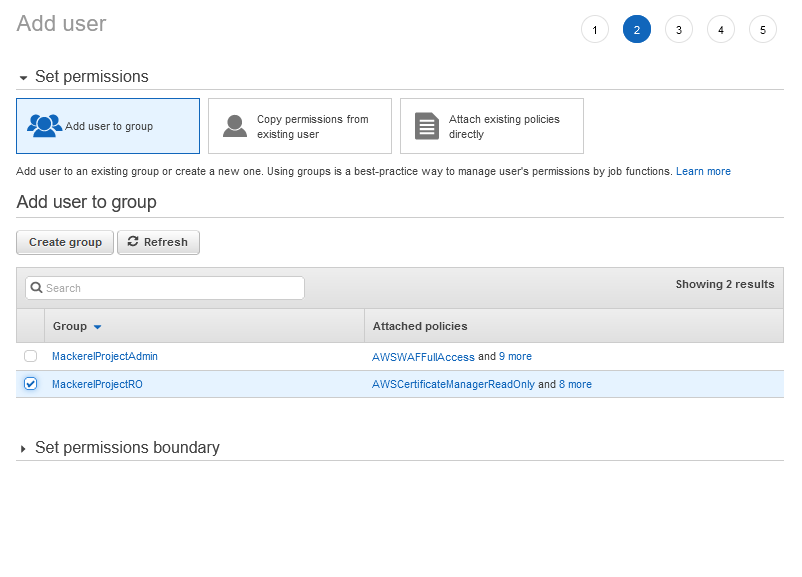 Add user
1 2 3 4 5
Set permissions
Add user to group
Copy permissions from
existing user
Attach existing policies
directly
Add user to an existing group or create a new one. Using groups is a best-practice way to manage user's permissions by job functions. Learn more
Add user to group
Create group Refresh
Search Showing 2 results
Group Attached policies
MackerelProjectAdmin AWSWAFFullAccess and 9 more
MackerelProjectRO AWSCertificateManagerReadOnly and 8 more
Set permissions boundary